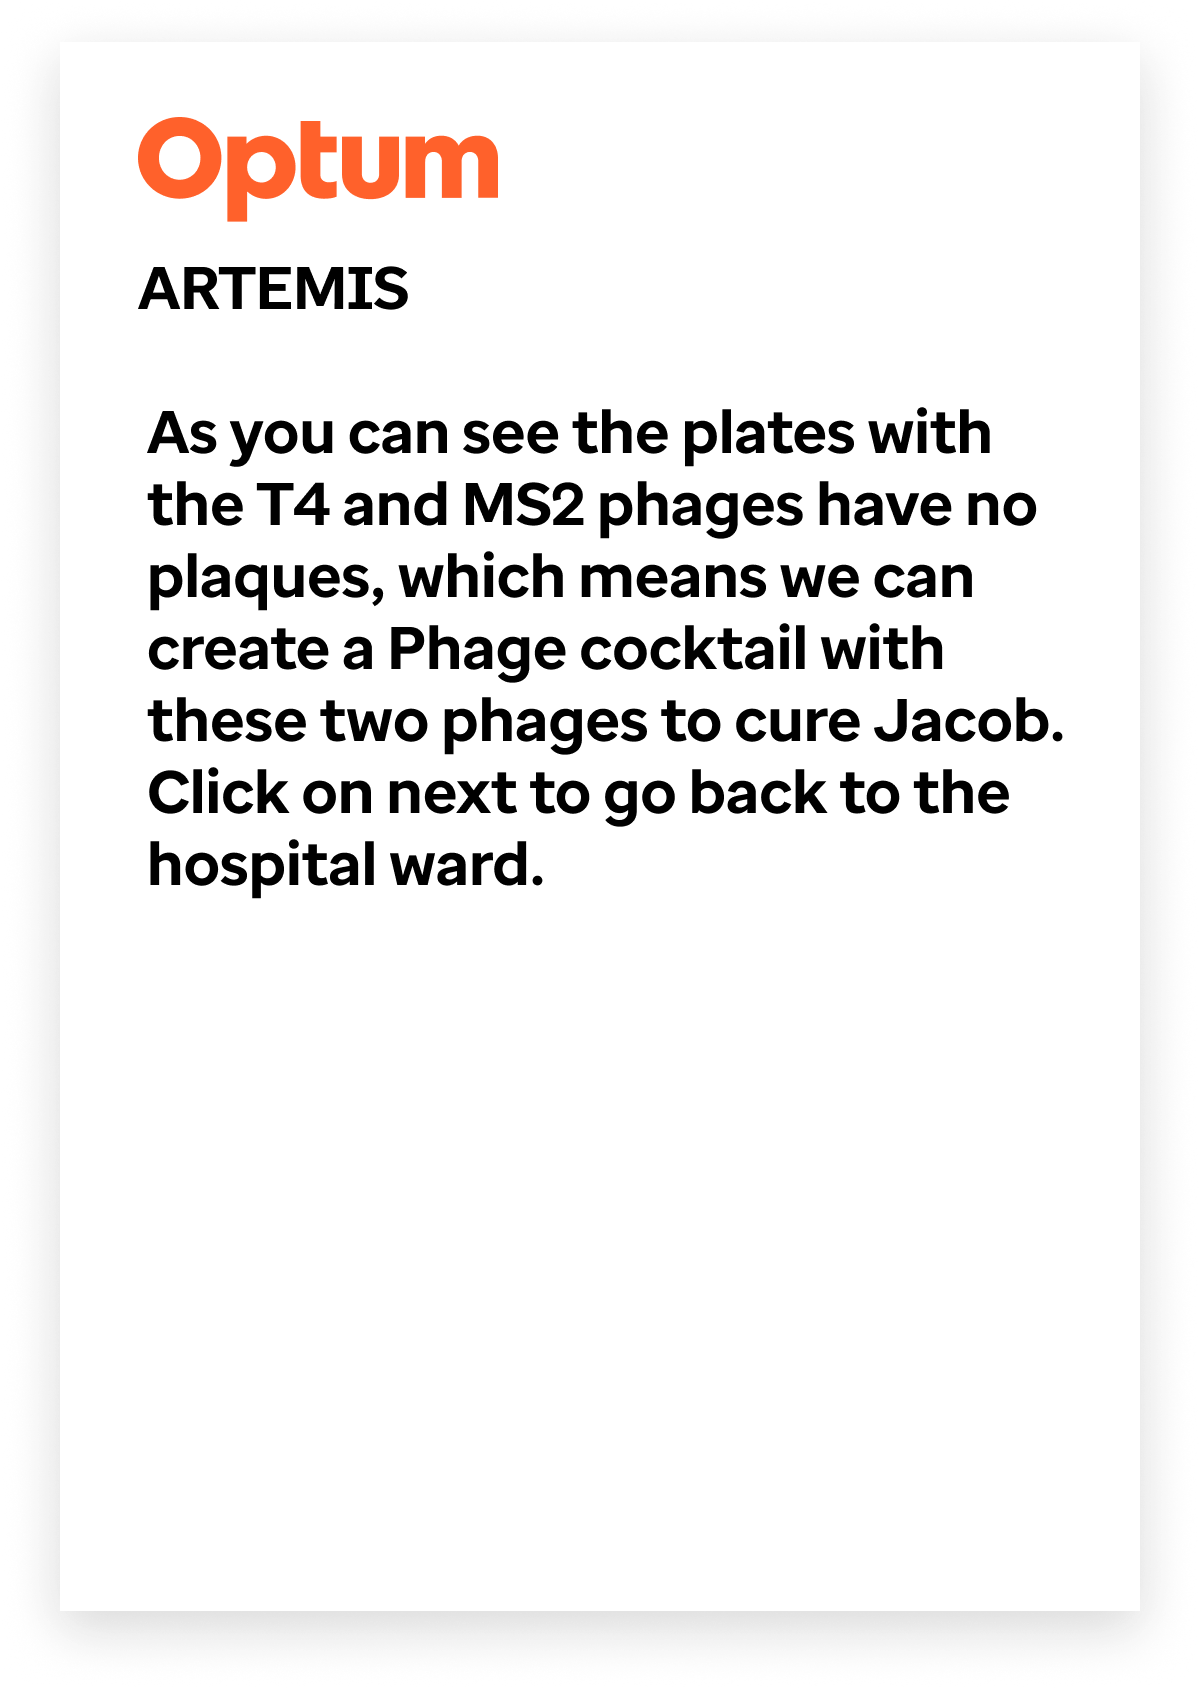 Optum
ARTEMIS
As you can see the plates with
the T4 and MS2 phages have no
plaques, which means we can
create a Phage cocktail with
these two phages to cure Jacob.
Click on next to go back to the
hospital ward.